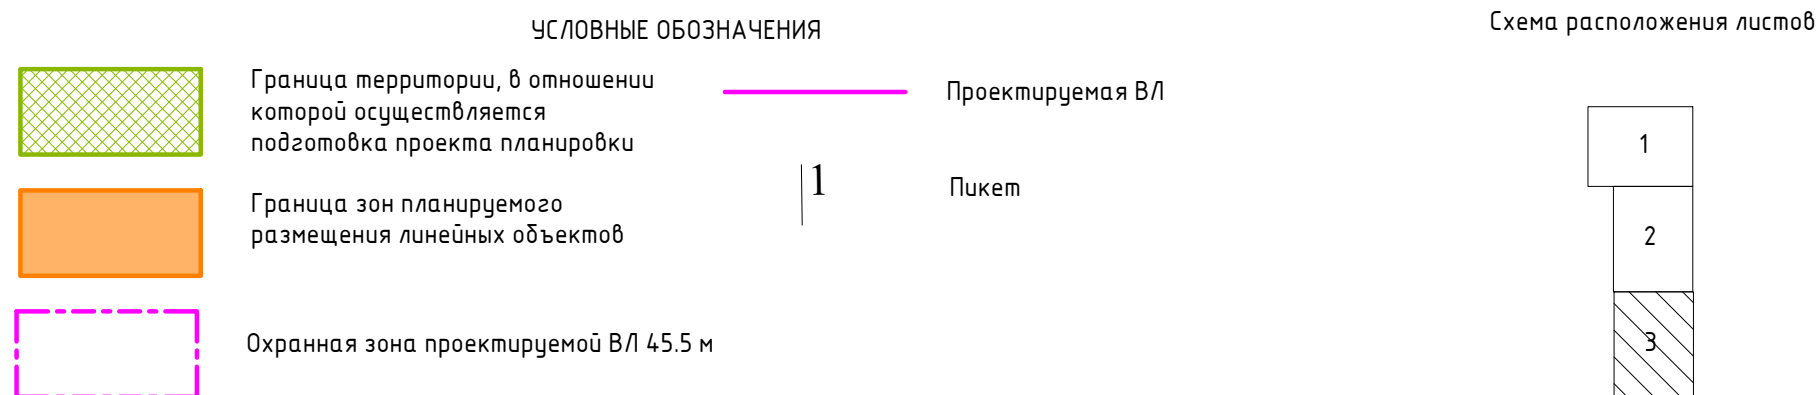 УСЛОВНЫЕ ОБОЗНАЧЕНИЯ
Граница территории, в отношении
которой осуществляется
подготовка проекта планировки
Граница зон планируемого
размещения линейных объектов
Охранная зона проектируемой ВЛ 45.5 м
Проектируемая ВЛ
1
Пикет
Схема расположения листов
1
2
3